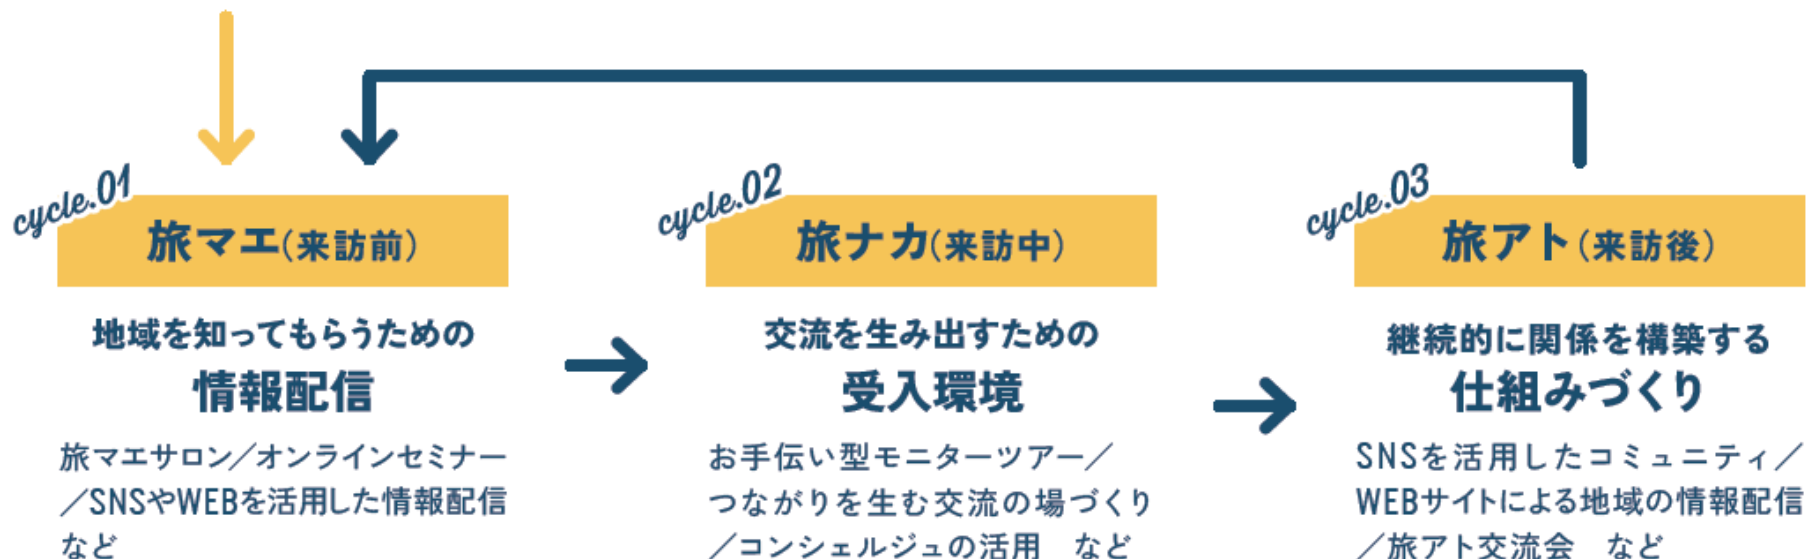 cycle.01
旅マエ(来訪前)
地域を知ってもらうための
情報配信
旅マエサロン／オンラインセミナー
／SNSやWEBを活用した情報配信
など
cycle.02
旅ナカ(来訪中)
交流を生み出すための
受入環境
お手伝い型モニターツアー／
つながりを生む交流の場づくり
／コンシェルジュの活用　など
cycle.03
旅アト(来訪後)
継続的に関係を構築する
仕組みづくり
SNSを活用したコミュニティ／
WEBサイトによる地域の情報配信
／旅アト交流会　など